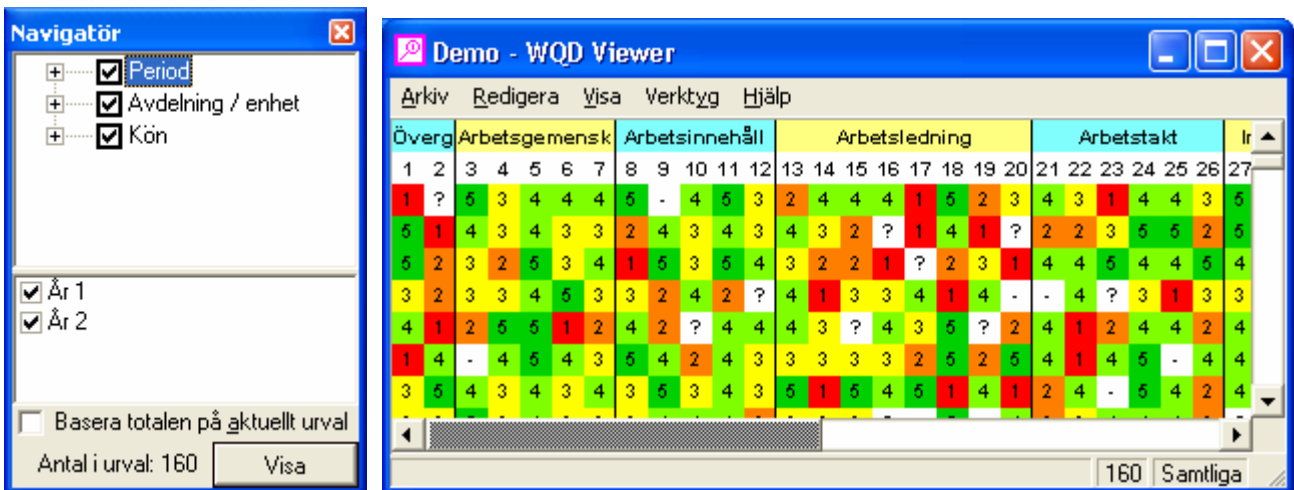 Navigatör
Period
Avdelning / enhet
Kön
År 1
År 2
Basera totalen på aktuellt urval
Antal i urval: 160
Visa
Demo - WQD Viewer
Arkiv Redigera Visa Verktyg Hjälp
Överg Arbetsgemensk Arbetsinnehåll Arbetsledning Arbetstakt Ir
1 2 3 4 5 6 7 8 9 10 11 12 13 14 15 16 17 18 19 20 21 22 23 24 25 26 27
1 ? 5 3 4 4 4 5 - 4 5 3 2 4 4 4 1 5 2 3 4 3 1 4 4 3 5
5 1 4 3 4 3 3 2 4 3 4 3 4 3 2 ? 1 4 1 ? 2 2 3 5 5 2 5
5 2 3 2 5 3 4 1 5 3 5 4 3 2 2 1 ? 2 3 1 4 4 5 4 4 5 4
3 2 3 3 4 5 3 3 2 4 2 ? 4 1 3 3 4 1 4 - - 4 ? 3 1 3 3
4 1 2 5 5 1 2 4 2 ? 4 4 4 3 ? 4 3 5 ? 2 4 1 2 4 4 2 4
1 4 - 4 5 4 3 5 4 2 4 3 3 3 3 3 2 5 2 5 4 1 4 5 - 4 4
3 5 4 3 4 3 4 3 5 3 4 3 5 1 5 4 5 1 4 1 2 4 - 5 4 2 4
160 Samtliga